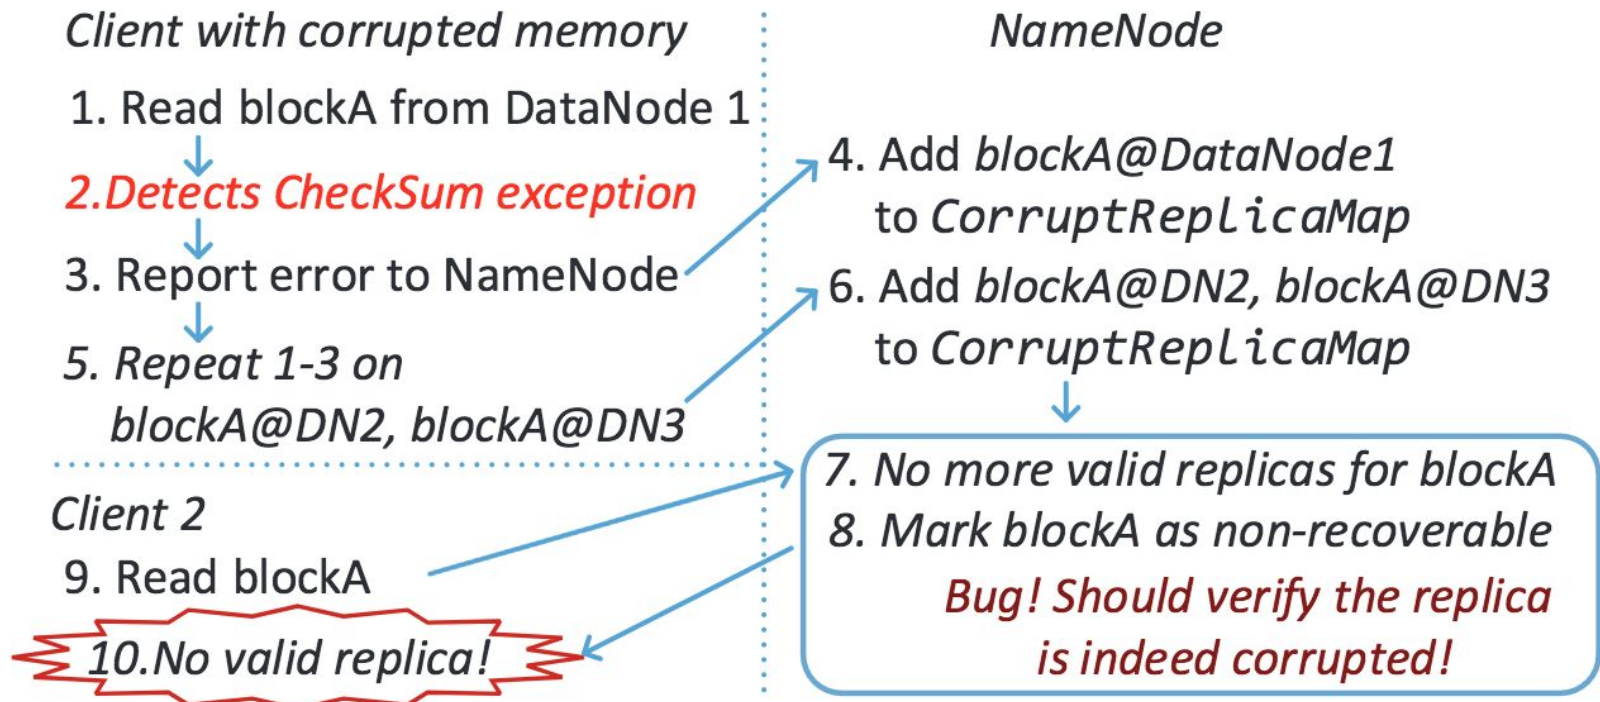 Client with corrupted memory
1. Read blockA from DataNode 1
2.Detects CheckSum exception
3. Report error to NameNode
5. Repeat 1-3 on
blockA@DN2, blockA@DN3
Client 2
9. Read blockA
10.No valid replica!
NameNode
4. Add blockA@DataNode1
to CorruptReplicaMap
6. Add blockA@DN2, blockA@DN3
to CorruptReplicaMap
7. No more valid replicas for blockA
8. Mark blockA as non-recoverable
Bug! Should verify the replica
is indeed corrupted!